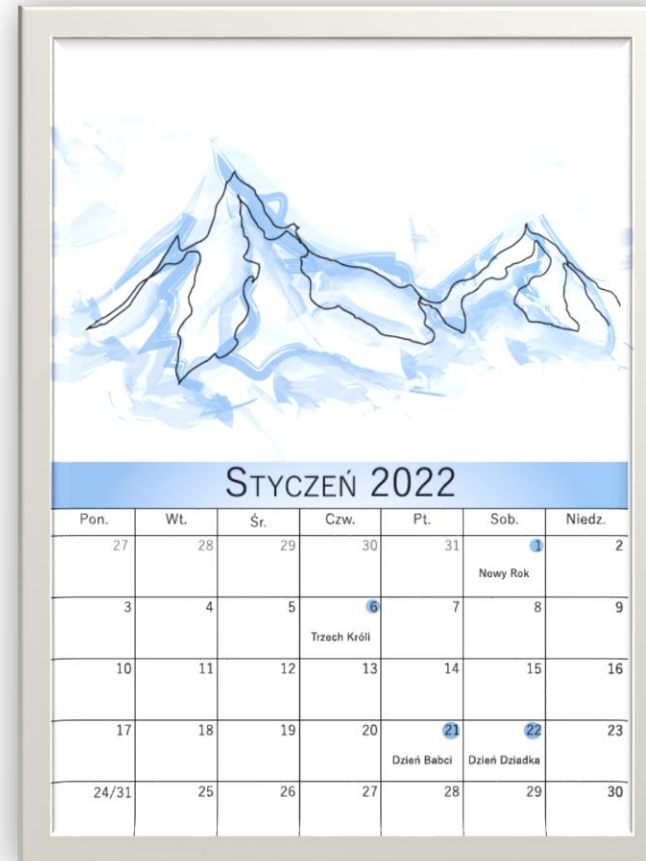 STYCZEŃ 2022
Pon. Wt. Śr. Czw. Pt. Sob. Niedz.
27 28 29 30 31 1 2
Nowy Rok
3 4 5 6 7 8 9
Trzech Króli
10 11 12 13 14 15 16
17 18 19 20 21 22 23
Dzień Babci Dzień Dziadka
24/31 25 26 27 28 29 30